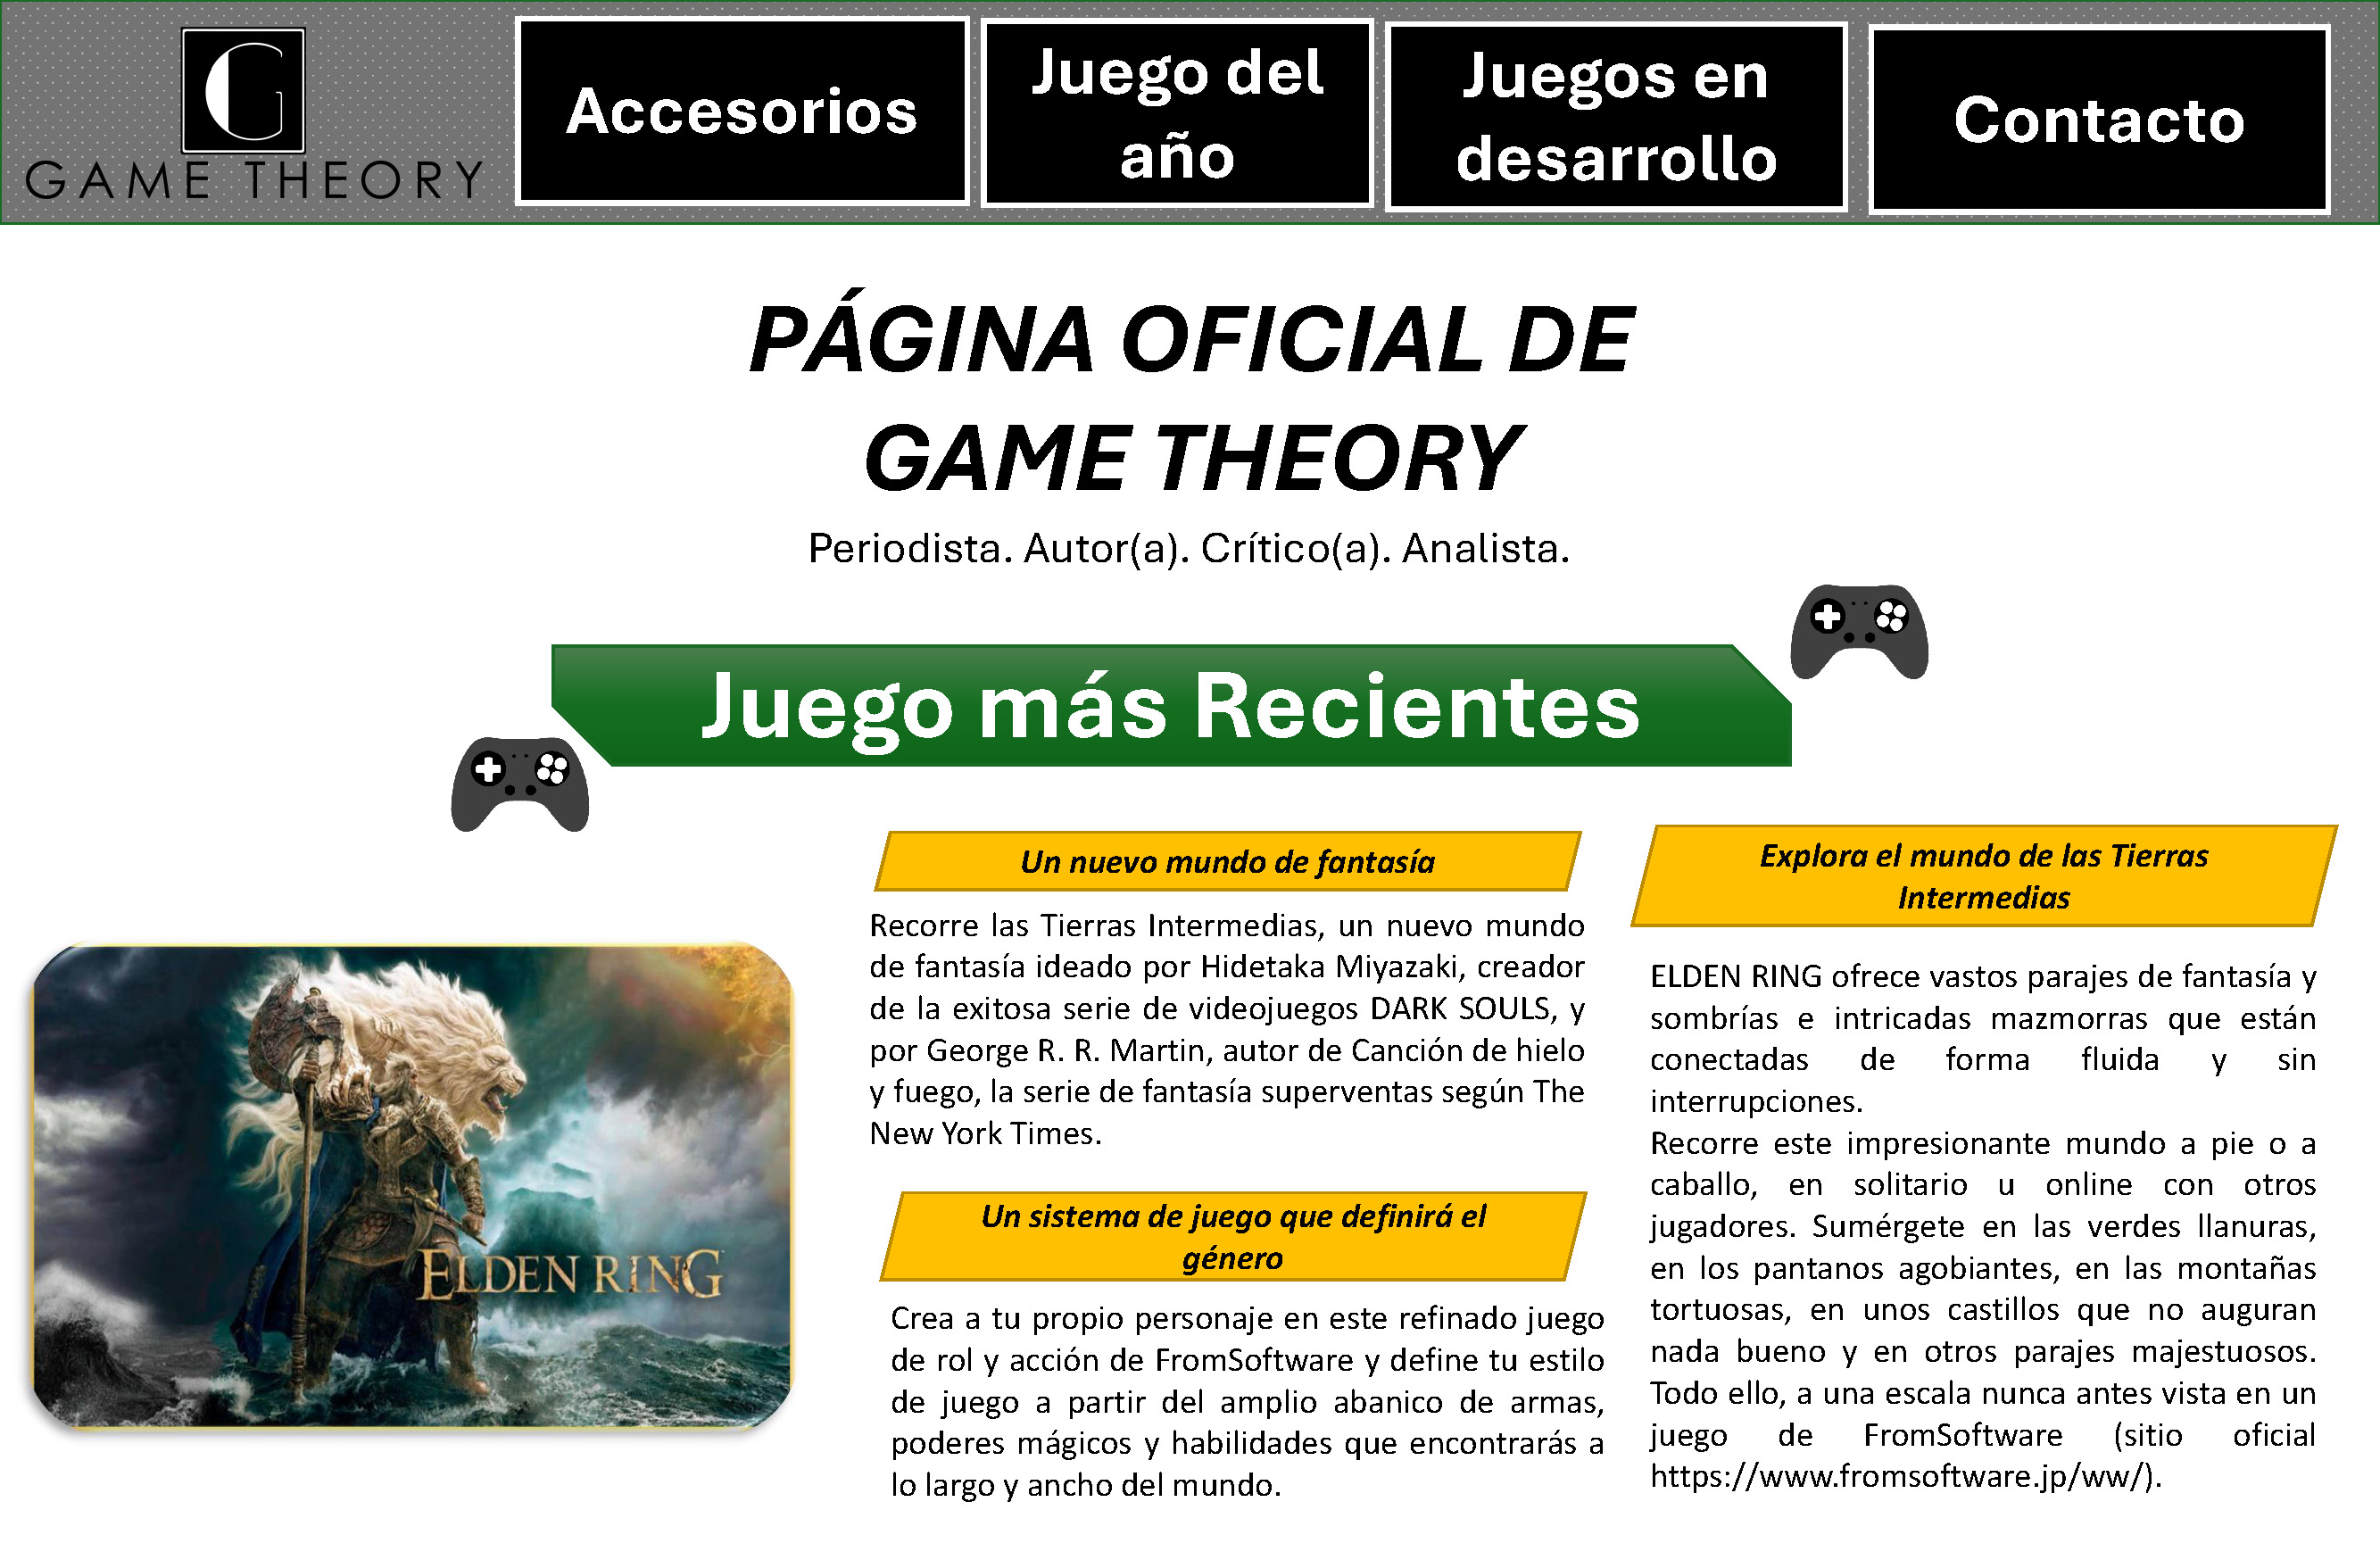 G
GAME THEORY
Accesorios
Juego del
año
Juegos en
desarrollo
Contacto
PÁGINA OFICIAL DE
GAME THEORY
Periodista. Autor(a). Crítico(a). Analista.
Juego más Recientes
ELDEN RING
Un nuevo mundo de fantasía
Recorre las Tierras Intermedias, un nuevo mundo
de fantasía ideado por Hidetaka Miyazaki, creador
de la exitosa serie de videojuegos DARK SOULS, y
por George R. R. Martin, autor de Canción de hielo
y fuego, la serie de fantasía superventas según The
New York Times.
Un sistema de juego que definirá el
género
Crea a tu propio personaje en este refinado juego
de rol y acción de FromSoftware y define tu estilo
de juego a partir del amplio abanico de armas,
poderes mágicos y habilidades que encontrarás a
lo largo y ancho del mundo.
Explora el mundo de las Tierras
Intermedias
ELDEN RING ofrece vastos parajes de fantasía y
sombrías e intricadas mazmorras que están
conectadas de forma fluida y sin
interrupciones.
Recorre este impresionante mundo a pie o a
caballo, en solitario u online con otros
jugadores. Sumérgete en las verdes llanuras,
en los pantanos agobiantes, en las montañas
tortuosas, en unos castillos que no auguran
nada bueno y en otros parajes majestuosos.
Todo ello, a una escala nunca antes vista en un
juego de FromSoftware (sitio oficial
https://www.fromsoftware.jp/ww/).